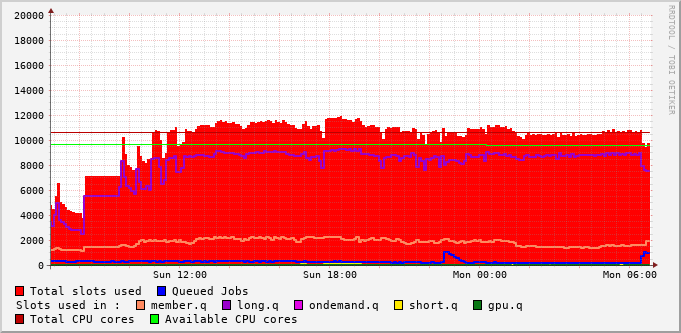 20000
18000
16000
14000
12000
10000
8000
6000
4000
2000
0
Sun 12:00 Sun 18:00 Mon 00:00 Mon 06:00
RRDTOOL / TOBI OETIKER
Total slots used Queued Jobs
Slots used in : member.q long.q ondemand.q short.q gpu.q
Total CPU cores Available CPU cores